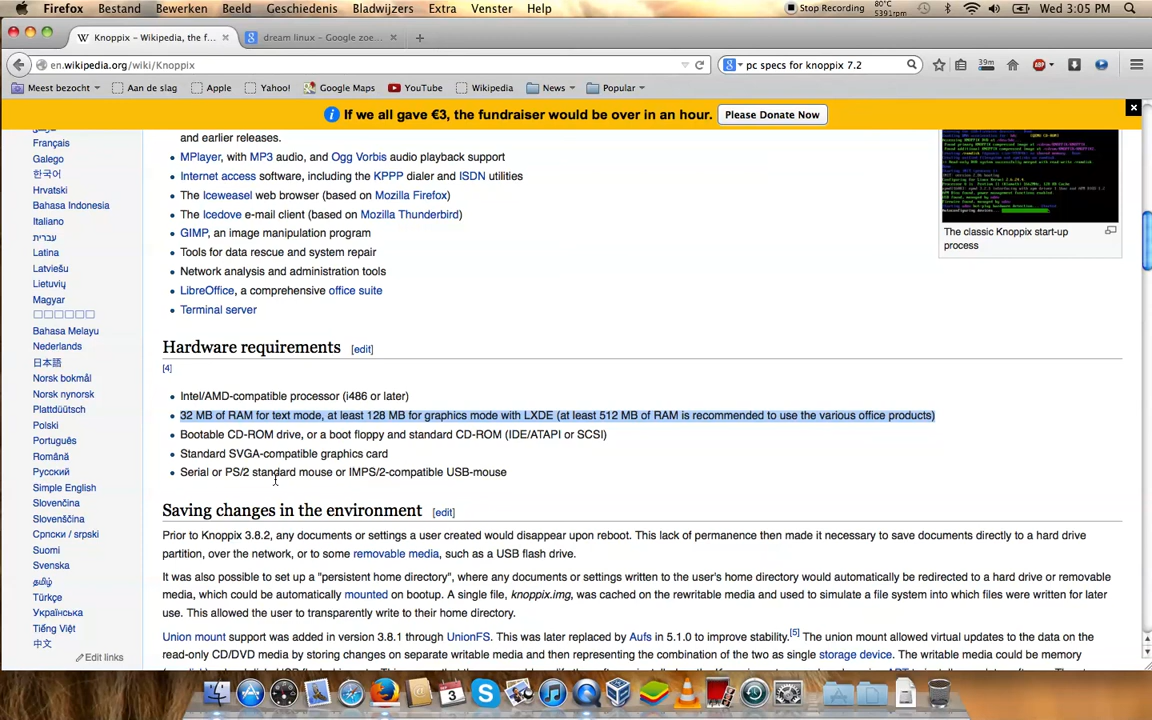 Firefox Bestand Bewerken Beeld Geschiedenis Bladwijzers Extra Venster Help Stop Recording 80°C 5391rpm Wed 3:05 PM
Knoppix – Wikipedia, the f... dream linux – Google zoe...
en.wikipedia.org/wiki/Knoppix pc specs for knoppix 7.2 39m ABP
Meest bezocht Aan de slag Apple Yahoo! Google Maps YouTube Wikipedia News Popular
If we all gave €3, the fundraiser would be over in an hour. Please Donate Now
فارسی
Français
Galego
한국어
Hrvatski
Bahasa Indonesia
Italiano
עברית
Latina
Latviešu
Lietuvių
Magyar
Bahasa Melayu
Nederlands
日本語
Norsk bokmål
Norsk nynorsk
Plattdüütsch
Polski
Português
Română
Русский
Simple English
Slovenčina
Slovenščina
Српски / srpski
Suomi
Svenska
தமிழ்
Türkçe
Українська
Tiếng Việt
中文
Edit links
and earlier releases.
MPlayer, with MP3 audio, and Ogg Vorbis audio playback support
Internet access software, including the KPPP dialer and ISDN utilities
The Iceweasel web browser (based on Mozilla Firefox)
The Icedove e-mail client (based on Mozilla Thunderbird)
GIMP, an image manipulation program
Tools for data rescue and system repair
Network analysis and administration tools
LibreOffice, a comprehensive office suite
Terminal server
The classic Knoppix start-up
process
Hardware requirements [edit]
[4]
Intel/AMD-compatible processor (i486 or later)
32 MB of RAM for text mode, at least 128 MB for graphics mode with LXDE (at least 512 MB of RAM is recommended to use the various office products)
Bootable CD-ROM drive, or a boot floppy and standard CD-ROM (IDE/ATAPI or SCSI)
Standard SVGA-compatible graphics card
Serial or PS/2 standard mouse or IMPS/2-compatible USB-mouse
Saving changes in the environment [edit]
Prior to Knoppix 3.8.2, any documents or settings a user created would disappear upon reboot. This lack of permanence then made it necessary to save documents directly to a hard drive
partition, over the network, or to some removable media, such as a USB flash drive.
It was also possible to set up a "persistent home directory", where any documents or settings written to the user's home directory would automatically be redirected to a hard drive or removable
media, which could be automatically mounted on bootup. A single file, knoppix.img, was cached on the rewritable media and used to simulate a file system into which files were written for later
use. This allowed the user to transparently write to their home directory.
Union mount support was added in version 3.8.1 through UnionFS. This was later replaced by Aufs in 5.1.0 to improve stability.[5] The union mount allowed virtual updates to the data on the
read-only CD/DVD media by storing changes on separate writable media and then representing the combination of the two as single storage device. The writable media could be memory